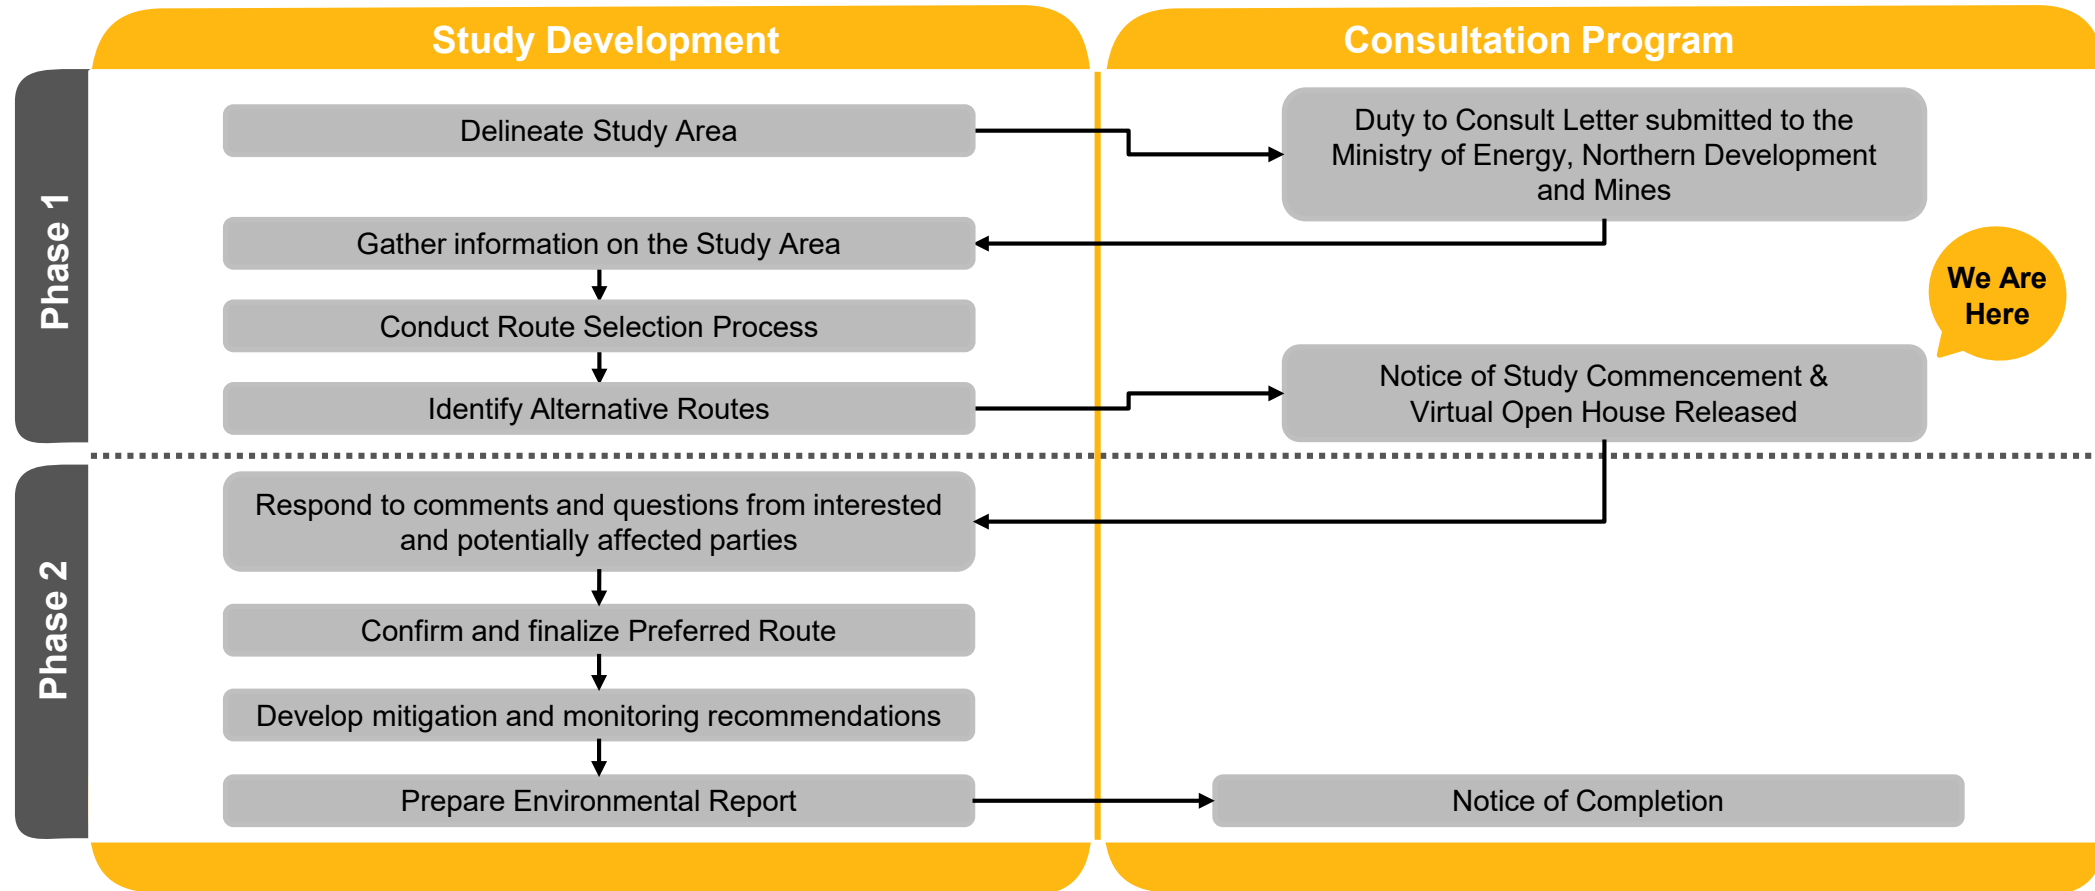 Study Development
Consultation Program
Phase 1
Delineate Study Area
Duty to Consult Letter submitted to the
Ministry of Energy, Northern Development
and Mines
Gather information on the Study Area
Conduct Route Selection Process
We Are
Here
Identify Alternative Routes
Notice of Study Commencement &
Virtual Open House Released
Phase 2
Respond to comments and questions from interested
and potentially affected parties
Confirm and finalize Preferred Route
Develop mitigation and monitoring recommendations
Prepare Environmental Report
Notice of Completion